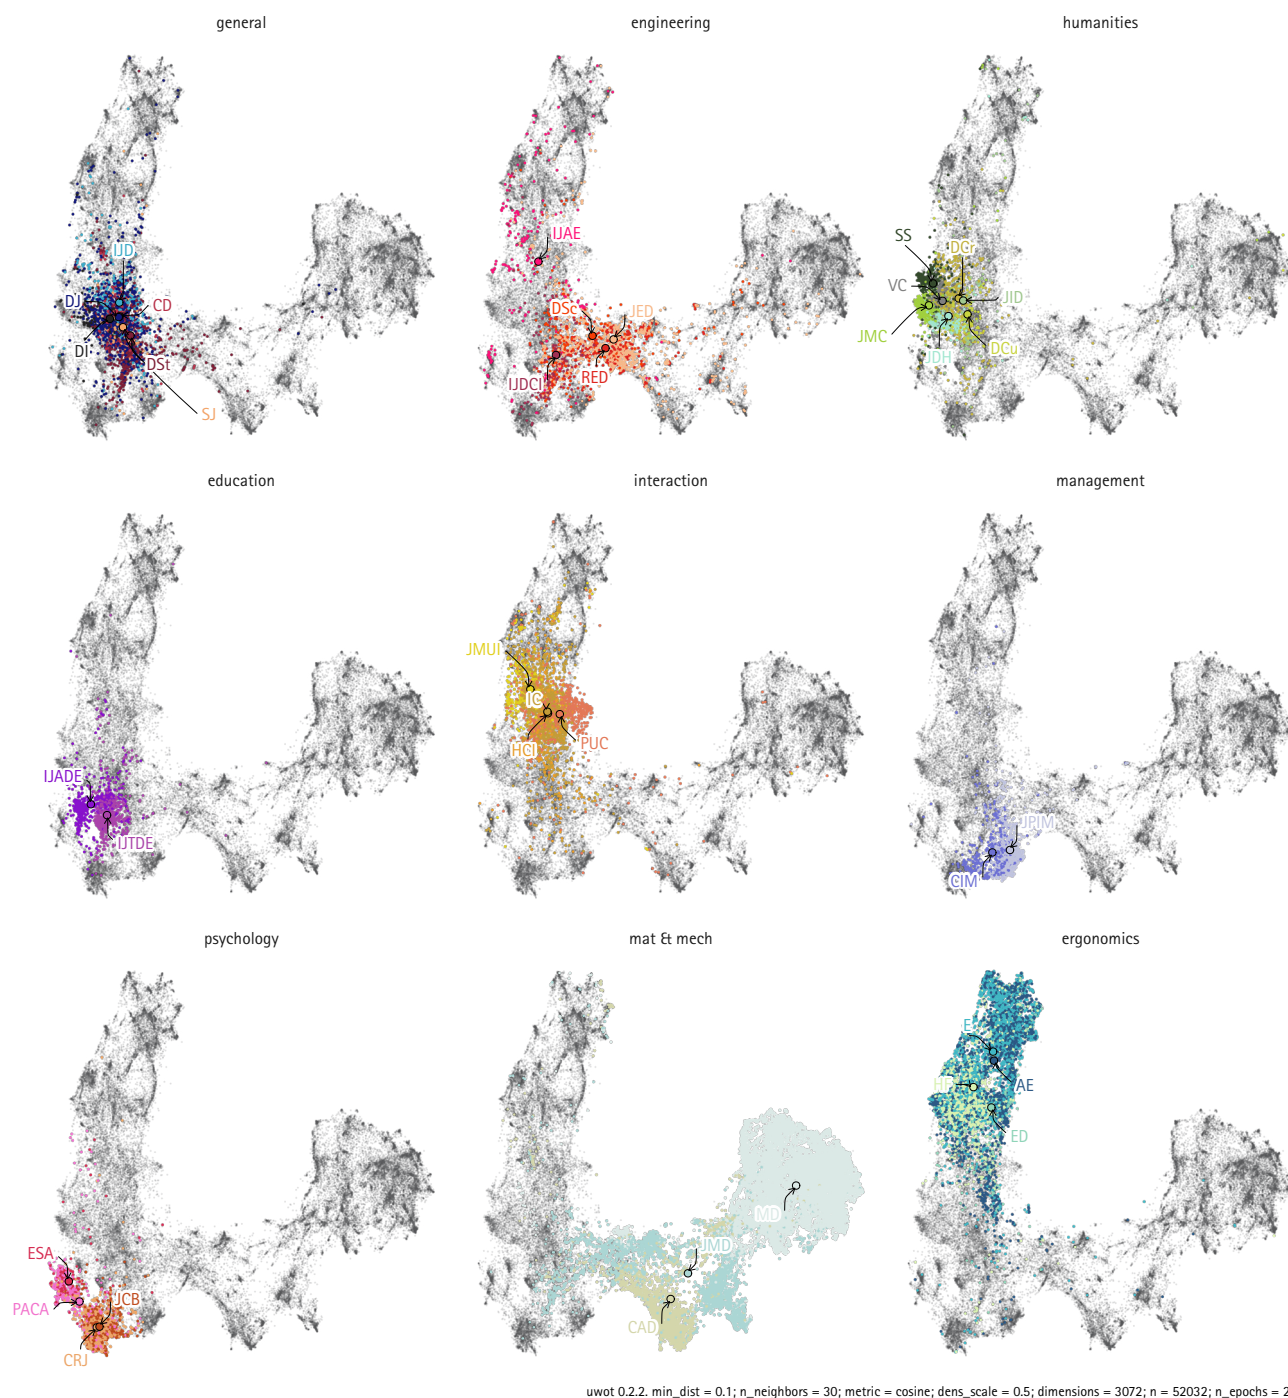 general
engineering
humanities
IJD
DJ
CD
DI
DSt
SJ
IJAE
DSc
JED
IJDCI
RED
SS
DCr
VC
JID
JMC
JDH
DCu
education
interaction
management
IJADE
IJTDE
JMUI
IC
HCI
PUC
JPIM
CIM
psychology
mat & mech
ergonomics
ESA
PACA
JCB
CRJ
MD
JMD
CAD
E
HF
AE
ED
uwot 0.2.2. min_dist = 0.1; n_neighbors = 30; metric = cosine; dens_scale = 0.5; dimensions = 3072; n = 52032; n_epochs = 2